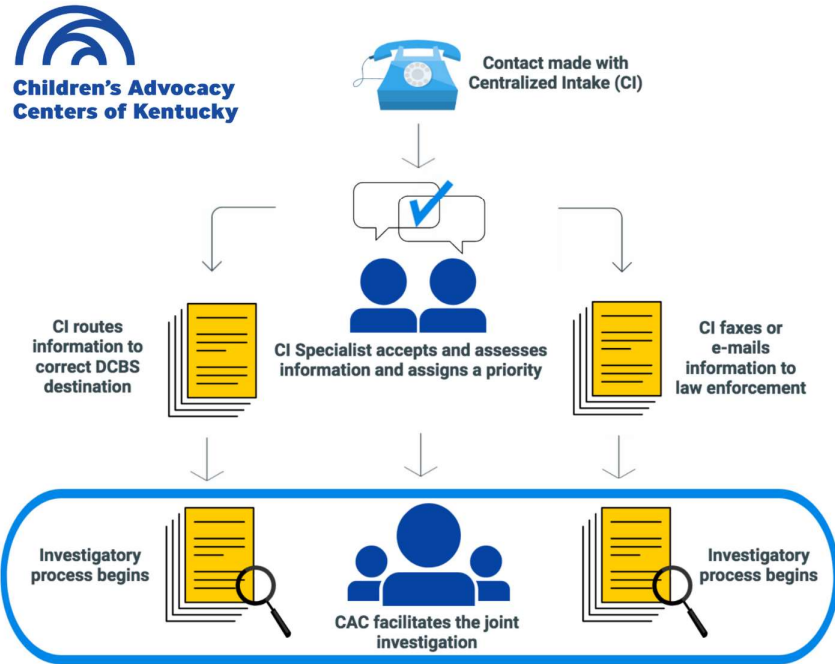 Children's Advocacy
Centers of Kentucky
Contact made with
Centralized Intake (CI)
CI routes
information to
correct DCBS
destination
CI Specialist accepts and assesses
information and assigns a priority
CI faxes or
e-mails
information to
law enforcement
Investigatory
process begins
CAC facilitates the joint
investigation
Investigatory
process begins